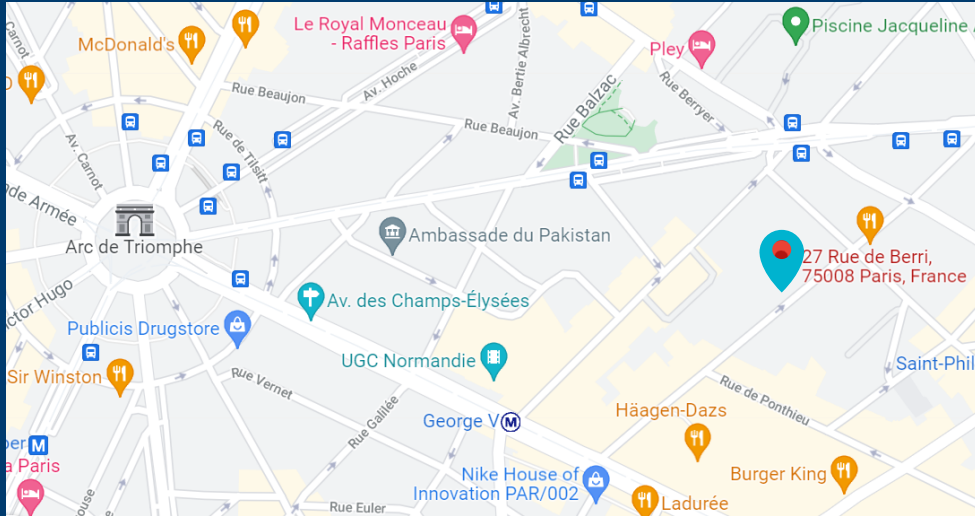 Carnot
McDonald's
Le Royal Monceau
- Raffles Paris
Av. Bertie Albrecht
Pley
Piscine Jacqueline
Av. Hoche
Rue Beaujon
Rue Balzac
Rue Berryer
Rue Beaujon
Rue de Tilsitt
Av. Carnot
nde Armée
Arc de Triomphe
Ambassade du Pakistan
27 Rue de Berri,
75008 Paris, France
ctor Hugo
Av. des Champs-Élysées
Publicis Drugstore
UGC Normandie
Saint-Phil
Sir Winston
Rue Vernet
Rue de Ponthieu
Rue Galilée
George V
M
Häagen-Dazs
ber
M
a Paris
Nike House of
Innovation PAR/002
Burger King
Ladurée
Rue Euler